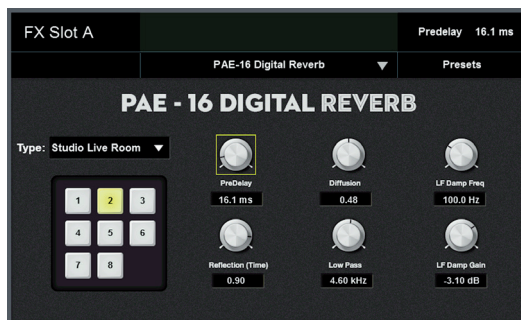 FX Slot A
Predelay 16.1 ms
PAE-16 Digital Reverb
Presets
PAE - 16 DIGITAL REVERB
Type: Studio Live Room
1 2 3
4 5 6
7 8
PreDelay
16.1 ms
Diffusion
0.48
LF Damp Freq
100.0 Hz
Reflection (Time)
0.90
Low Pass
4.60 kHz
LF Damp Gain
-3.10 dB